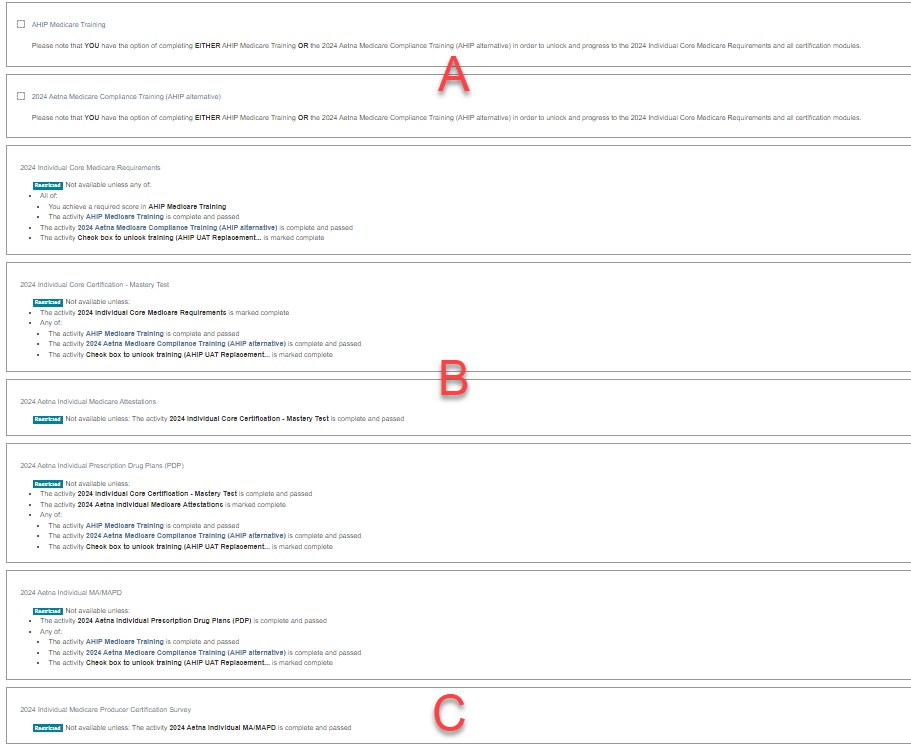 AHIP Medicare Training
Please note that YOU have the option of completing EITHER AHIP Medicare Training OR the 2024 Aetna Medicare Compliance Training (AHIP alternative) in order to unlock and progress to the 2024 Individual Core Medicare Requirements and all certification modules.
A
2024 Aetna Medicare Compliance Training (AHIP alternative)
Please note that YOU have the option of completing EITHER AHIP Medicare Training OR the 2024 Aetna Medicare Compliance Training (AHIP alternative) in order to unlock and progress to the 2024 Individual Core Medicare Requirements and all certification modules.
2024 Individual Core Medicare Requirements
Restricted Not available unless any of:
All of:
You achieve a required score in AHIP Medicare Training
The activity AHIP Medicare Training is complete and passed
The activity 2024 Aetna Medicare Compliance Training (AHIP alternative) is complete and passed
The activity Check box to unlock training (AHIP UAT Replacement... is marked complete
2024 Individual Core Certification - Mastery Test
Restricted Not available unless:
The activity 2024 Individual Core Medicare Requirements is marked complete
Any of:
The activity AHIP Medicare Training is complete and passed
The activity 2024 Aetna Medicare Compliance Training (AHIP alternative) is complete and passed
The activity Check box to unlock training (AHIP UAT Replacement... is marked complete
B
2024 Aetna Individual Medicare Attestations
Restricted Not available unless: The activity 2024 Individual Core Certification - Mastery Test is complete and passed
2024 Aetna Individual Prescription Drug Plans (PDP)
Restricted Not available unless:
The activity 2024 Individual Core Certification - Mastery Test is complete and passed
The activity 2024 Aetna Individual Medicare Attestations is marked complete
Any of:
The activity AHIP Medicare Training is complete and passed
The activity 2024 Aetna Medicare Compliance Training (AHIP alternative) is complete and passed
The activity Check box to unlock training (AHIP UAT Replacement... is marked complete
2024 Aetna Individual MA/MAPD
Restricted Not available unless:
The activity 2024 Aetna Individual Prescription Drug Plans (PDP) is complete and passed
Any of:
The activity AHIP Medicare Training is complete and passed
The activity 2024 Aetna Medicare Compliance Training (AHIP alternative) is complete and passed
The activity Check box to unlock training (AHIP UAT Replacement... is marked complete
2024 Individual Medicare Producer Certification Survey
C
Restricted Not available unless: The activity 2024 Aetna Individual MA/MAPD is complete and passed